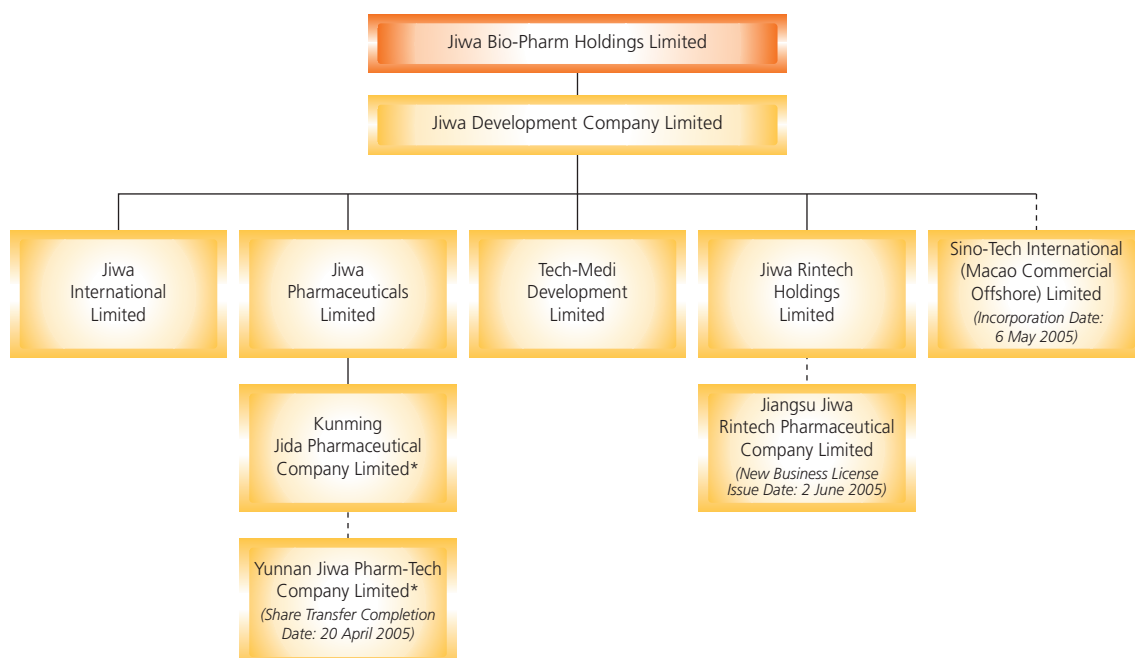 Jiwa Bio-Pharm Holdings Limited
Jiwa Development Company Limited
Jiwa
International
Limited
Jiwa
Pharmaceuticals
Limited
Tech-Medi
Development
Limited
Jiwa Rintech
Holdings
Limited
Sino-Tech International
(Macao Commercial
Offshore) Limited
(Incorporation Date:
6 May 2005)
Kunming
Jida Pharmaceutical
Company Limited*
Jiangsu Jiwa
Rintech Pharmaceutical
Company Limited
(New Business License
Issue Date: 2 June 2005)
Yunnan Jiwa Pharm-Tech
Company Limited*
(Share Transfer Completion
Date: 20 April 2005)